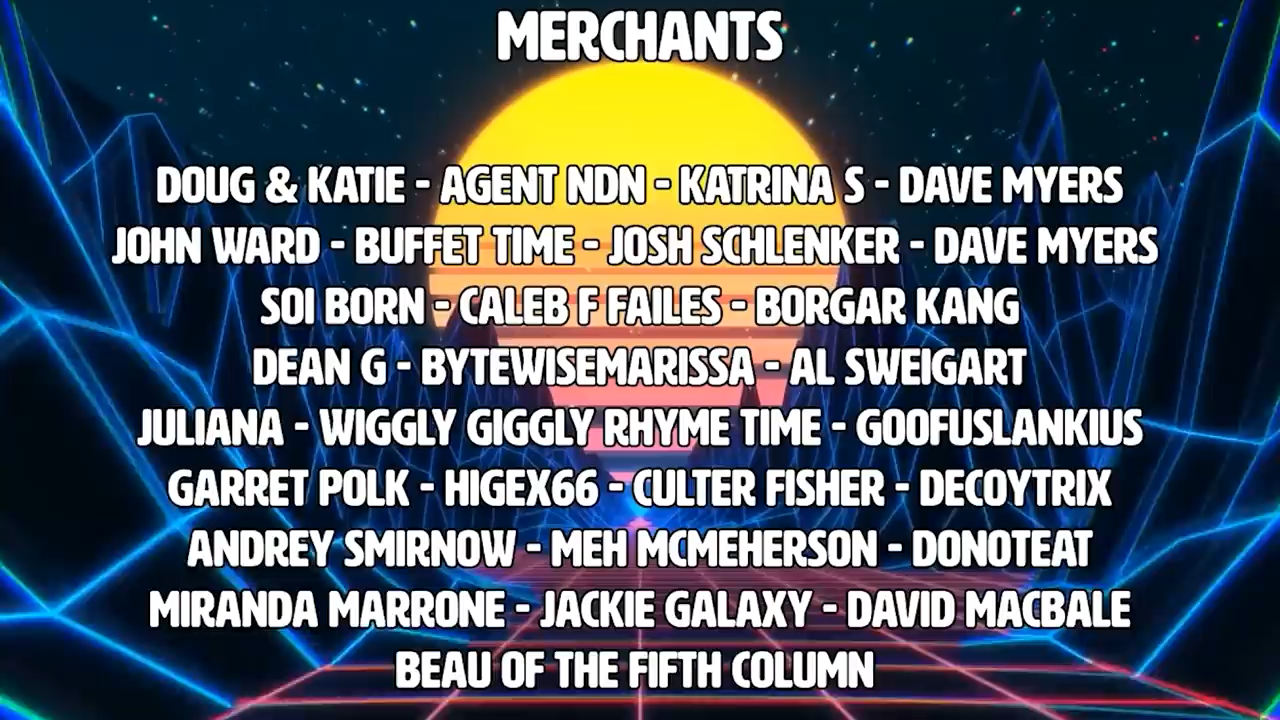 MERCHANTS
DOUG & KATIE - AGENT NDN - KATRINA S - DAVE MYERS
JOHN WARD - BUFFET TIME - JOSH SCHLENKER - DAVE MYERS
SOI BORN - CALEB F FAILES - BORGAR KANG
DEAN G - BYTEWISEMARISSA - AL SWEIGART
JULIANA - WIGGLY GIGGLY RHYME TIME - GOOFUSLANKIUS
GARRET POLK - HIGEX66 - CULTER FISHER - DECOYTRIX
ANDREY SMIRNOW - MEH MCMEHERSON - DONOTEAT
MIRANDA MARRONE - JACKIE GALAXY - DAVID MACBALE
BEAU OF THE FIFTH COLUMN